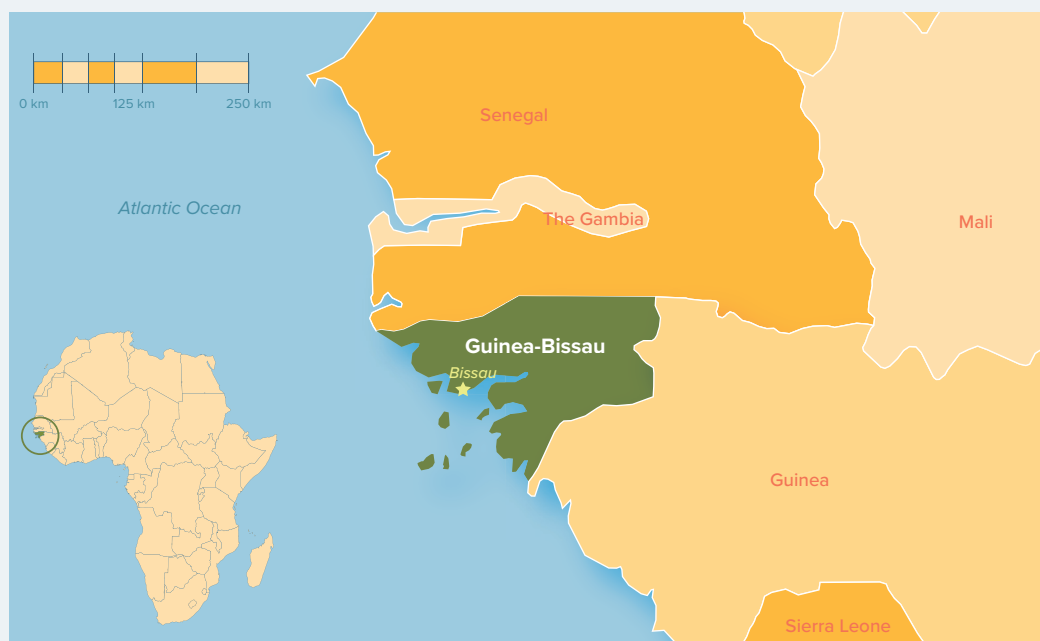 0 km 125 km 250 km
Senegal
Atlantic Ocean
The Gambia
Mali
Guinea-Bissau
Bissau
Guinea
Sierra Leone